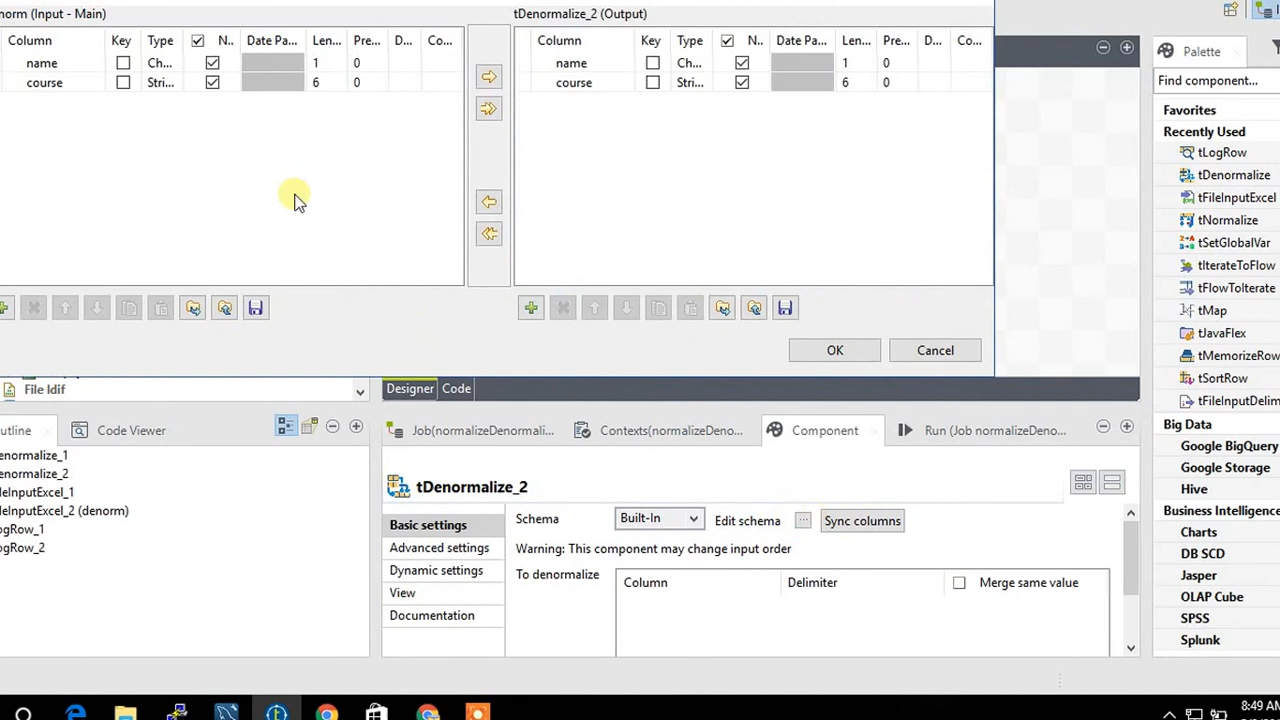 norm (Input - Main)
tDenormalize_2 (Output)
Column Key Type N.. Date Pa... Len... Pre... D... Co...
name Ch... 1 0
course Stri... 6 0
Column Key Type N.. Date Pa... Len... Pre... D... Co...
name Ch... 1 0
course Stri... 6 0
OK Cancel
Palette
Find component...
Favorites
Recently Used
tLogRow
tDenormalize
tFileInputExcel
tNormalize
tSetGlobalVar
tIterateToFlow
tFlowToIterate
tMap
tJavaFlex
tMemorizeRow
tSortRow
tFileInputDelim
Big Data
Google BigQuery
Google Storage
Hive
Business Intelligence
Charts
DB SCD
Jasper
OLAP Cube
SPSS
Splunk
File ldif
Designer Code
utline Code Viewer
enormalize_1
enormalize_2
leInputExcel_1
leInputExcel_2 (denorm)
ogRow_1
ogRow_2
Job(normalizeDenormali... Contexts(normalizeDeno... Component Run (Job normalizeDeno...
tDenormalize_2
Basic settings
Advanced settings
Dynamic settings
View
Documentation
Schema Built-In Edit schema ... Sync columns
Warning: This component may change input order
To denormalize
Column Delimiter Merge same value
8:49 AM